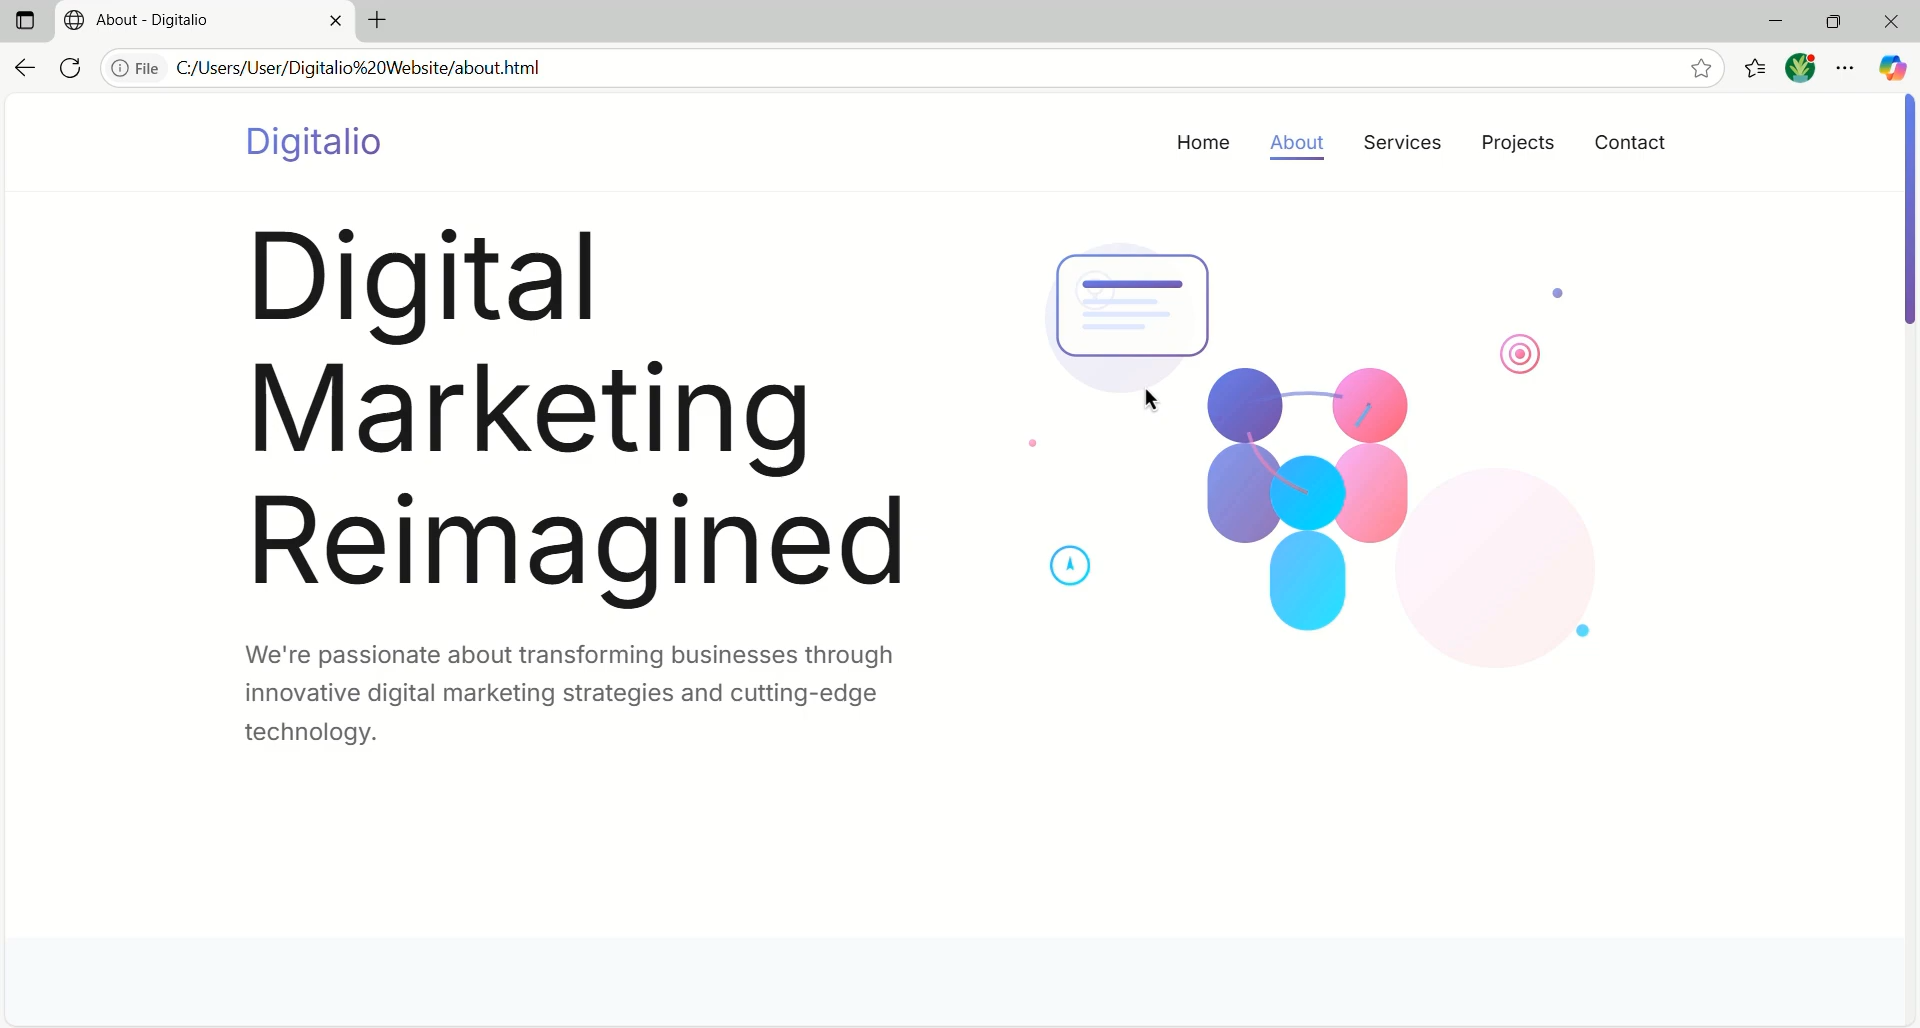 About - Digitalio
File
C:/Users/User/Digitalio%20Website/about.html
Digitalio
Home
About
Services
Projects
Contact
Digital
Marketing
Reimagined
We're passionate about transforming businesses through
innovative digital marketing strategies and cutting-edge
technology.